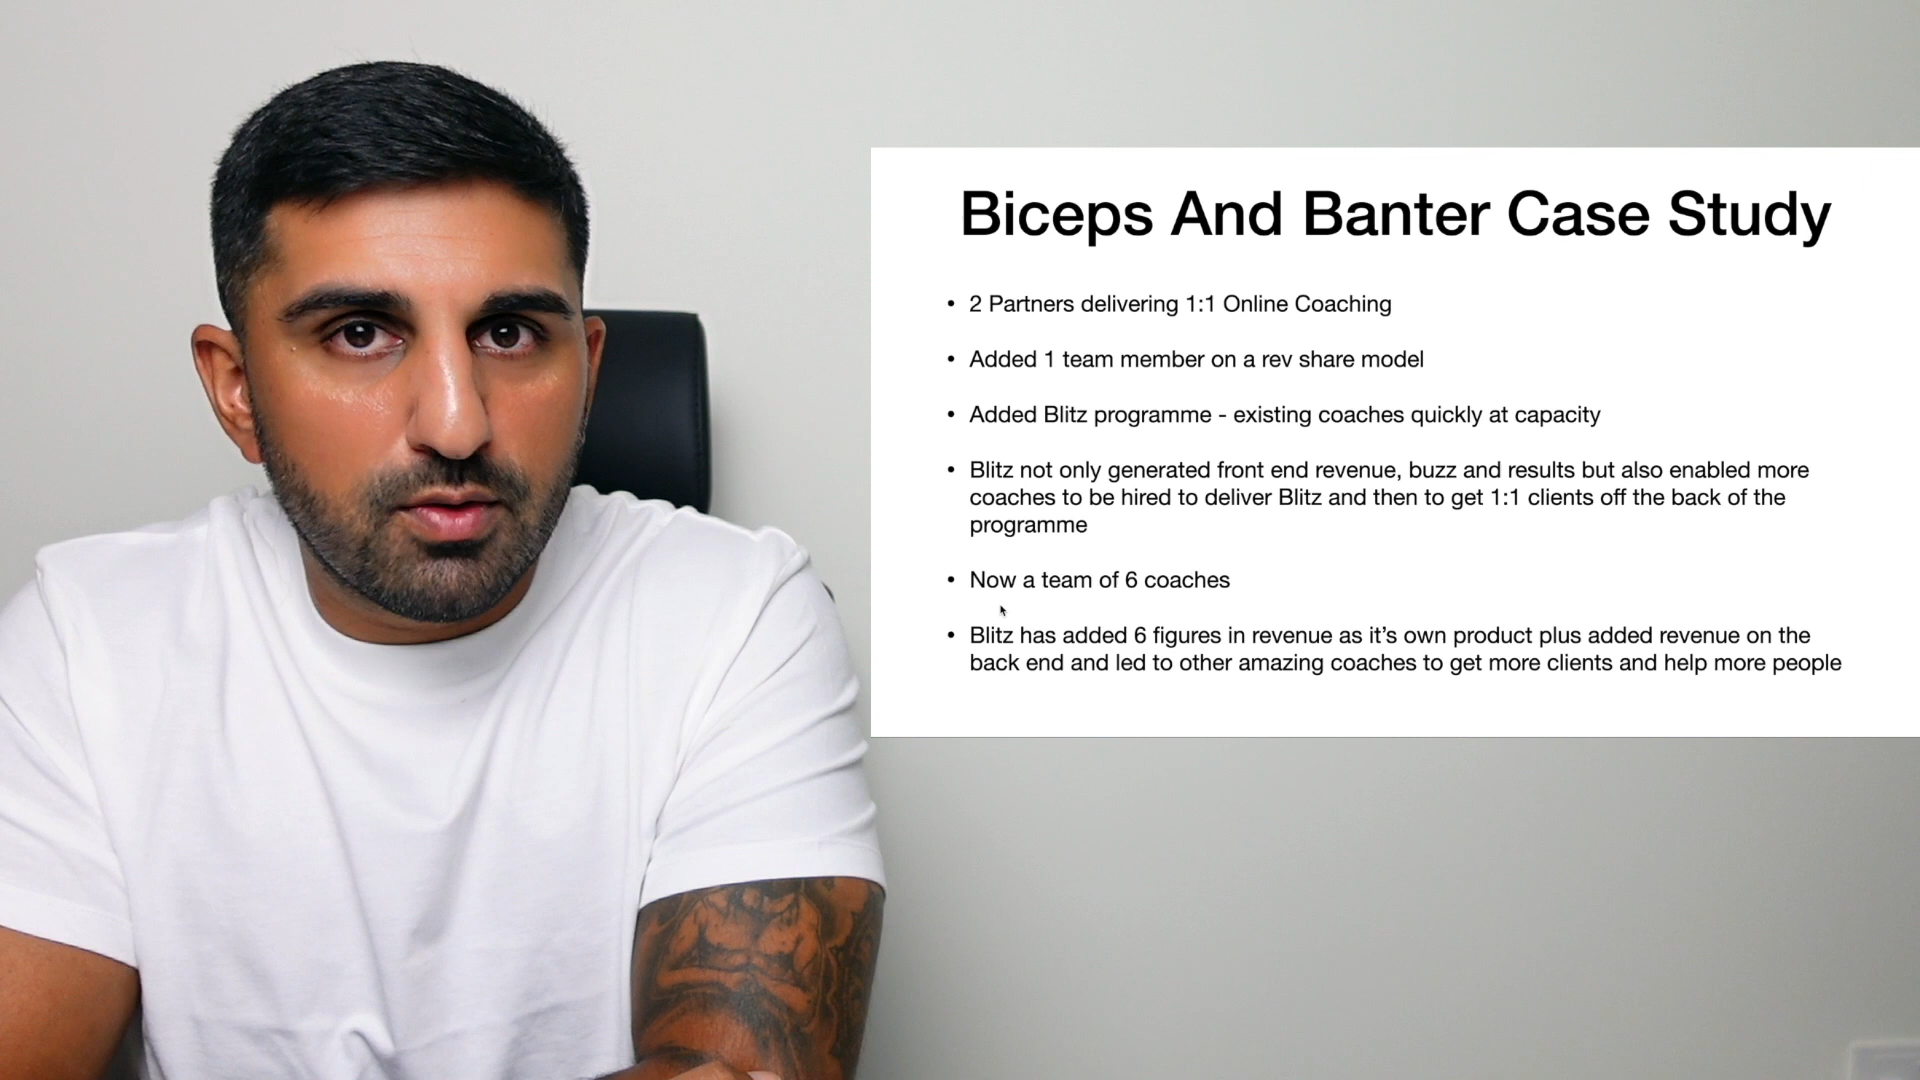 Biceps And Banter Case Study
• 2 Partners delivering 1:1 Online Coaching
• Added 1 team member on a rev share model
• Added Blitz programme - existing coaches quickly at capacity
• Blitz not only generated front end revenue, buzz and results but also enabled more
coaches to be hired to deliver Blitz and then to get 1:1 clients off the back of the
programme
• Now a team of 6 coaches
• Blitz has added 6 figures in revenue as it’s own product plus added revenue on the
back end and led to other amazing coaches to get more clients and help more people